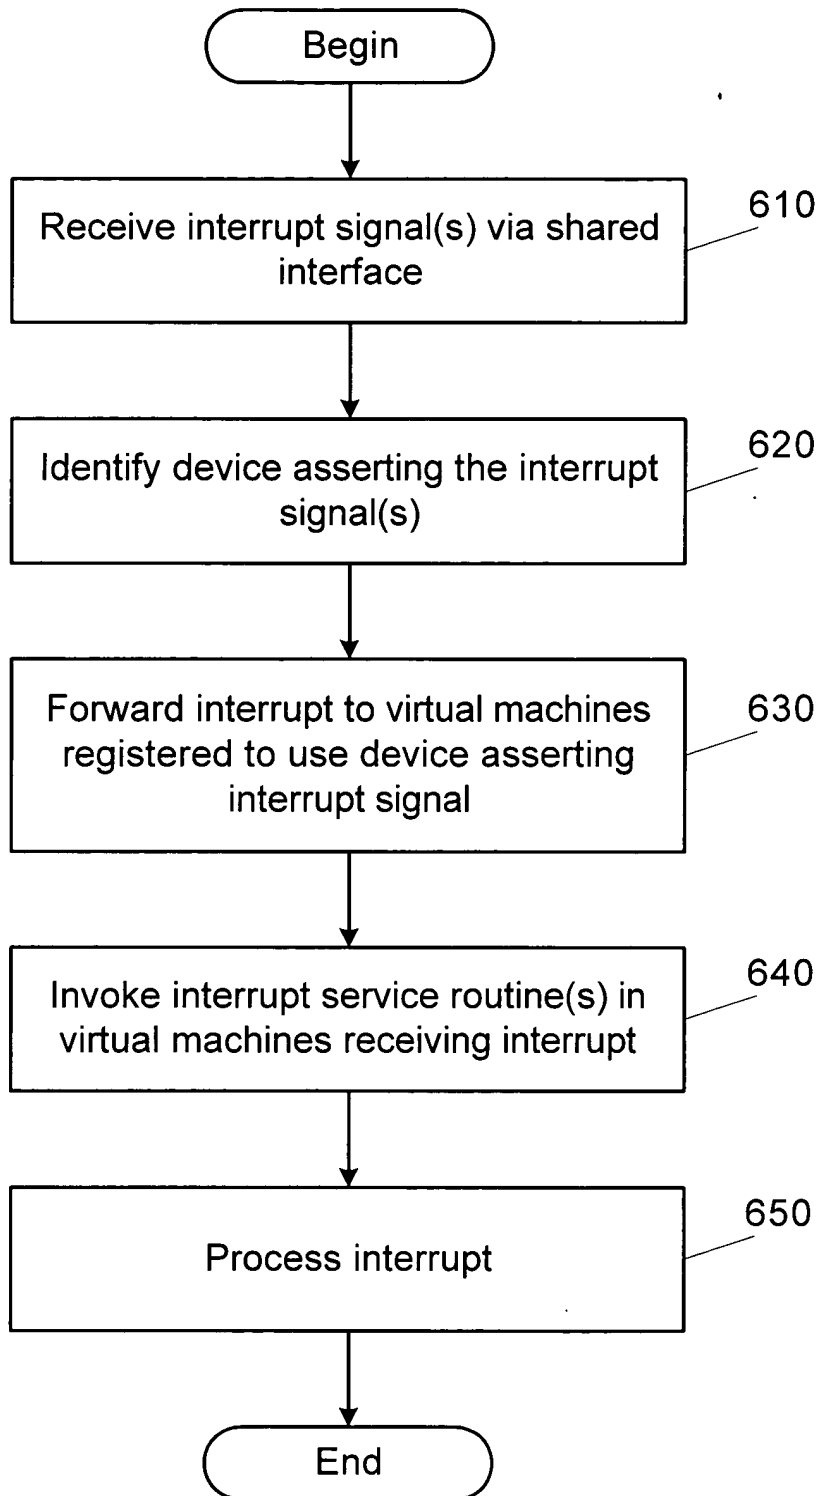 Begin
Receive interrupt signal(s) via shared
interface
610
Identify device asserting the interrupt
signal(s)
620
Forward interrupt to virtual machines
registered to use device asserting
interrupt signal
630
Invoke interrupt service routine(s) in
virtual machines receiving interrupt
640
Process interrupt
650
End